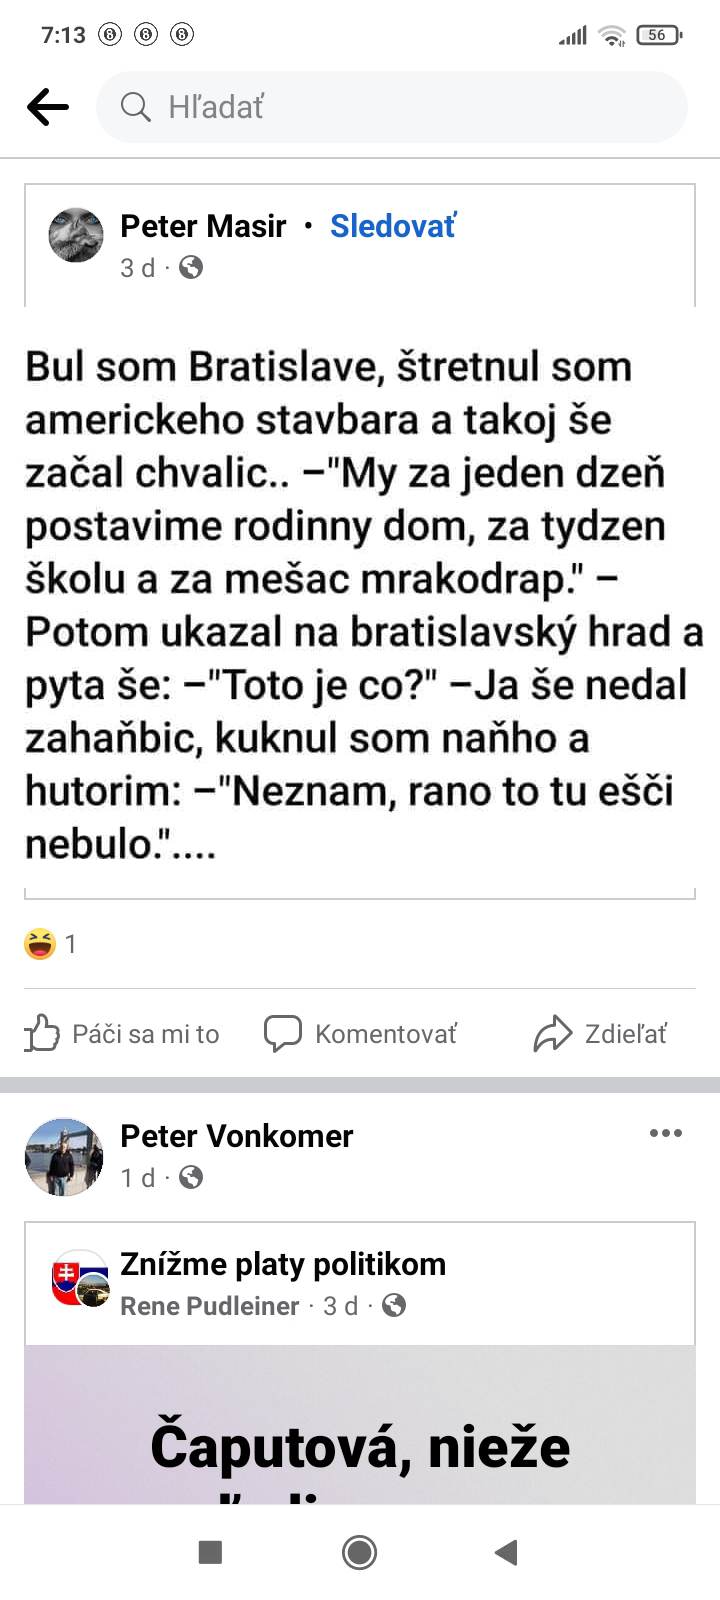 7:13
56
Hľadať
Peter Masir • Sledovať
3 d ·
Bul som Bratislave, štretnul som
americkeho stavbara a takoj še
začal chvalic.. –"My za jeden dzeň
postavime rodinny dom, za tydzen
školu a za mešac mrakodrap." –
Potom ukazal na bratislavský hrad a
pyta še: –"Toto je co?" –Ja še nedal
zahaňbic, kuknul som naňho a
hutorim: –"Neznam, rano to tu ešči
nebulo."....
1
Páči sa mi to
Komentovať
Zdieľať
Peter Vonkomer
1 d ·
Znížme platy politikom
Rene Pudleiner · 3 d ·
Čaputová, nieže